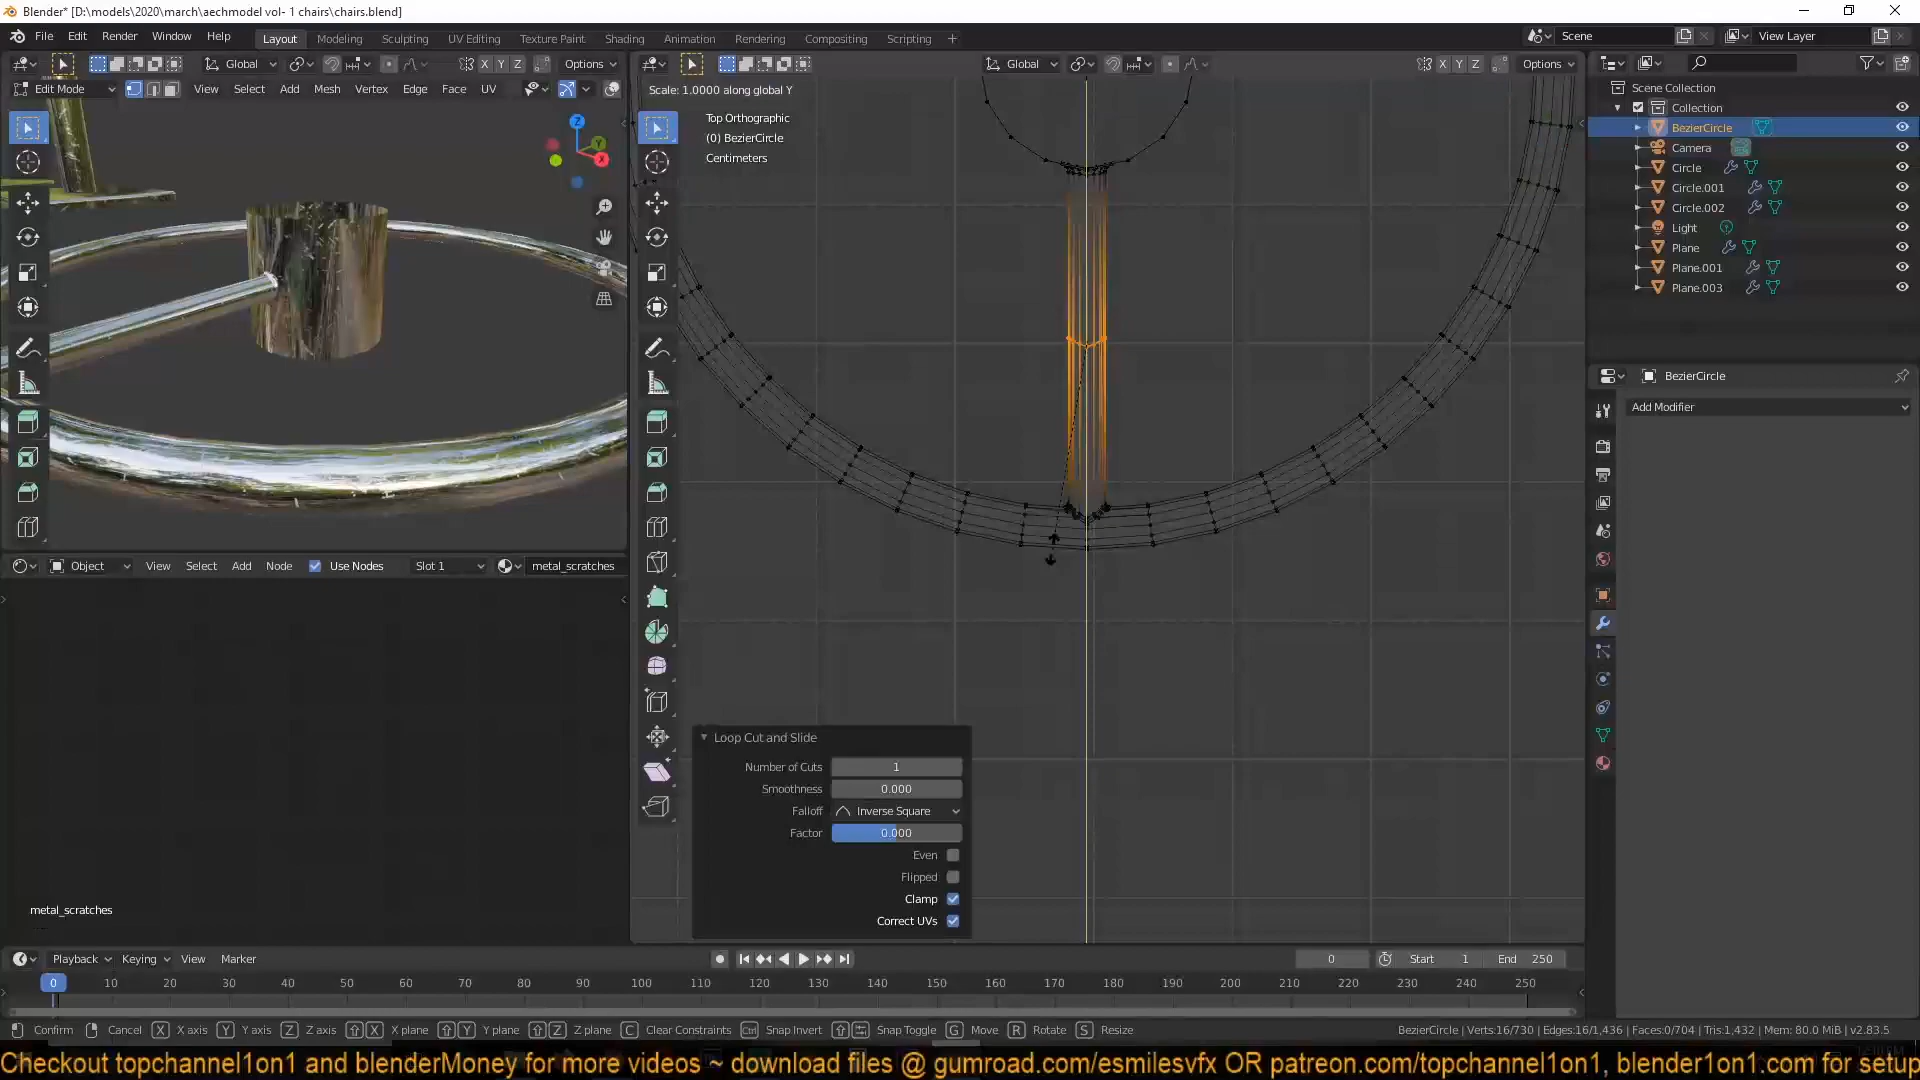 Blender* [D:\models\2020\march\aechmodel vol- 1 chairs\chairs.blend]
File Edit Render Window Help Layout Modeling Sculpting UV Editing Texture Paint Shading Animation Rendering Compositing Scripting + Scene View Layer
Global X Y Z Options Global X Y Z Options
Edit Mode View Select Add Mesh Vertex Edge Face UV
Scale: 1.0000 along global Y
Top Orthographic
(0) BezierCircle
Centimeters
Scene Collection
Collection
BezierCircle
Camera
Circle
Circle.001
Circle.002
Light
Plane
Plane.001
Plane.003
BezierCircle
Add Modifier
Z
Y
X
Object View Select Add Node Use Nodes Slot 1 metal_scratches
metal_scratches
Loop Cut and Slide
Number of Cuts 1
Smoothness 0.000
Falloff Inverse Square
Factor 0.000
Even
Flipped
Clamp
Correct UVs
Playback Keying View Marker 0 Start 1 End 250
0 10 20 30 40 50 60 70 80 90 100 110 120 130 140 150 160 170 180 190 200 210 220 230 240 250
Confirm Cancel X X axis Y Y axis Z Z axis X X plane Y Y plane Z Z plane C Clear Constraints Ctrl Snap Invert Snap Toggle G Move R Rotate S Resize BezierCircle | Verts:16/730 | Edges:16/1,436 | Faces:0/704 | Tris:1,432 | Mem: 80.0 MiB | v2.83.5
Checkout topchannel1on1 and blenderMoney for more videos ~ download files @ gumroad.com/esmilesvfx OR patreon.com/topchannel1on1, blender1on1.com for setup